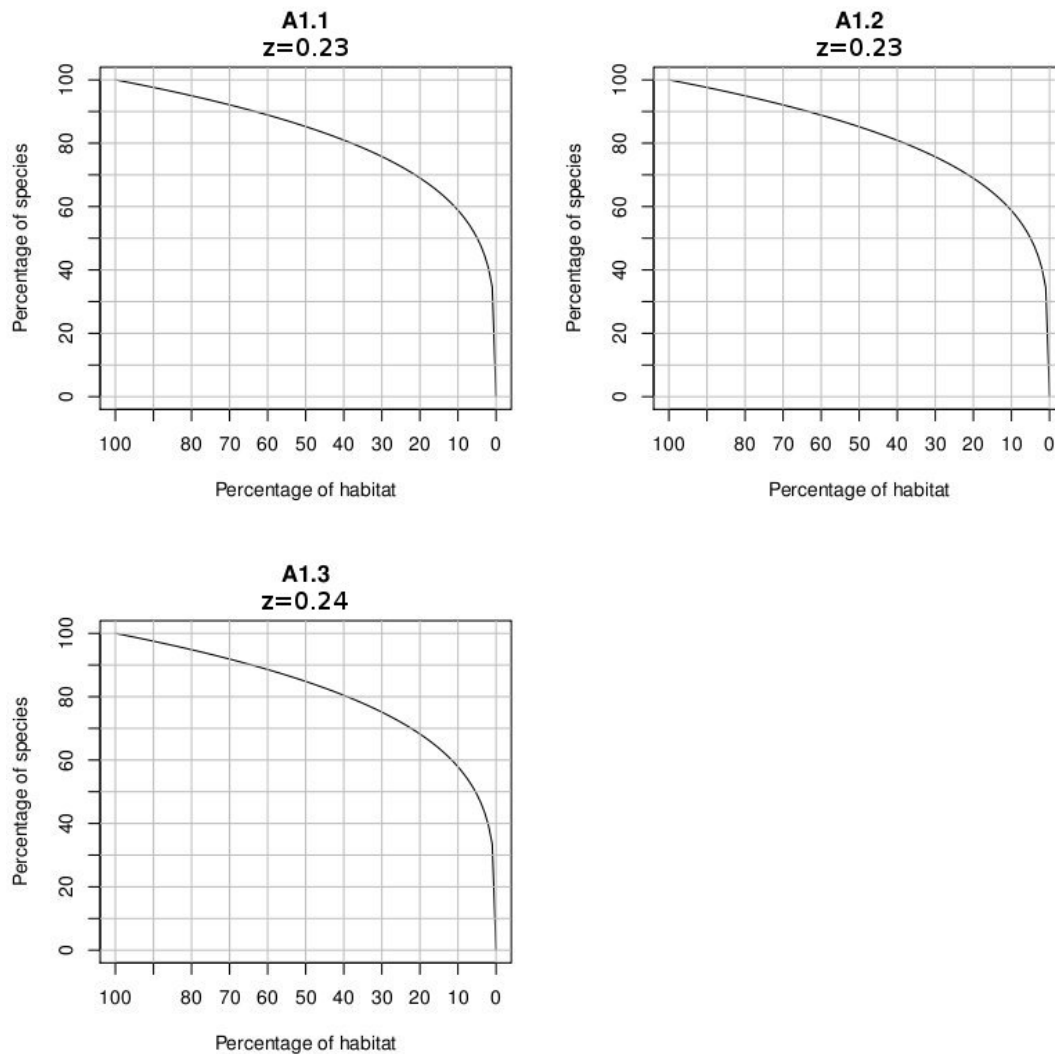 A1.1
z=0.23
Percentage of species
100
80
60
40
20
0
100 80 70 60 50 40 30 20 10 0
Percentage of habitat
A1.2
z=0.23
Percentage of species
100
80
60
40
20
0
100 80 70 60 50 40 30 20 10 0
Percentage of habitat
A1.3
z=0.24
Percentage of species
100
80
60
40
20
0
100 80 70 60 50 40 30 20 10 0
Percentage of habitat